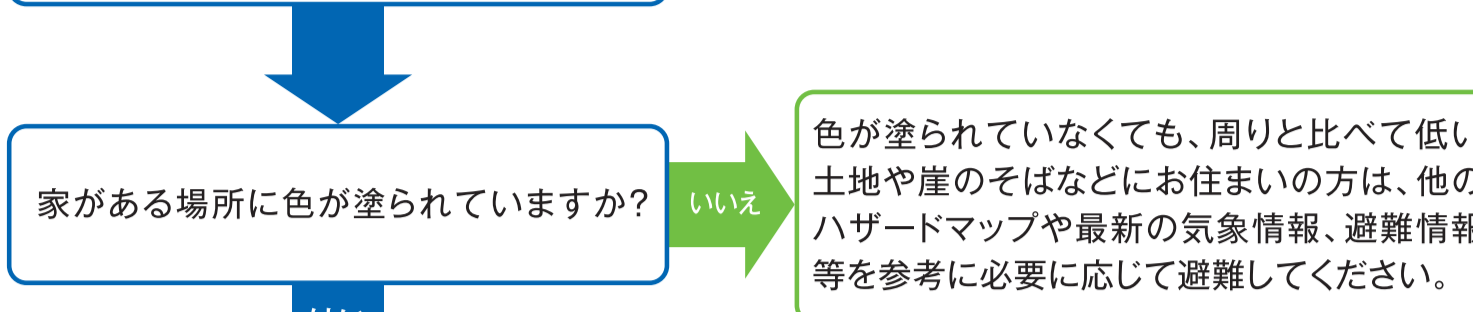 家がある場所に色が塗られていますか?
いいえ
色が塗られていなくても、周りと比べて低い
土地や崖のそばなどにお住まいの方は、他の
ハザードマップや最新の気象情報、避難情報
等を参考に必要に応じて避難してください。